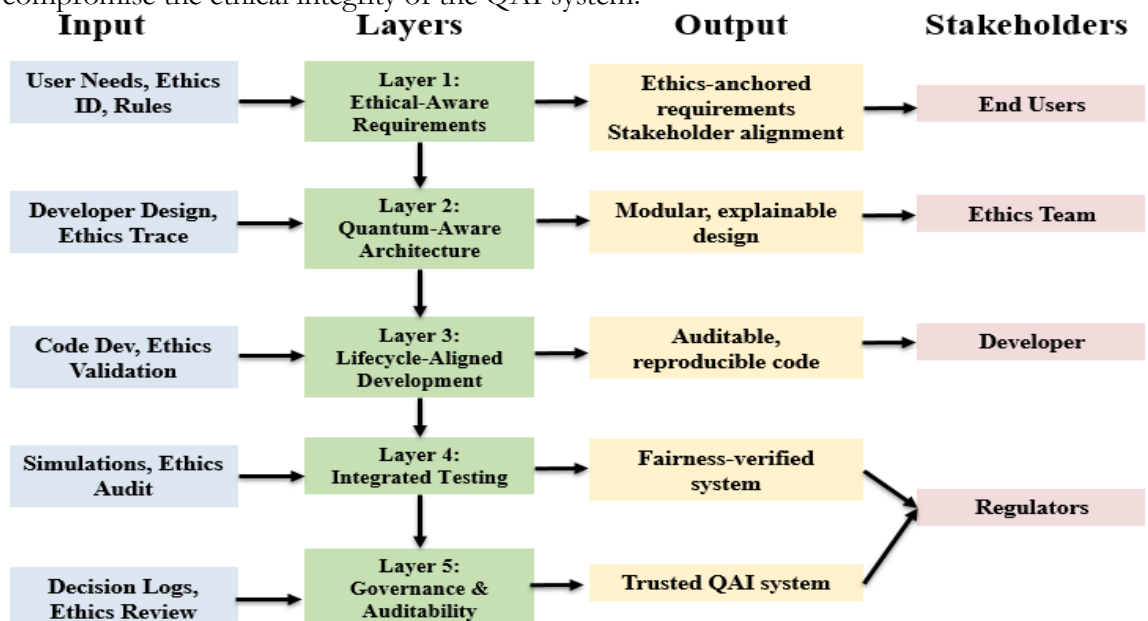 compromise the ethical integrity of the QAI system.
Input
Layers
Output
Stakeholders
User Needs, Ethics
ID, Rules
Layer 1:
Ethical-Aware
Requirements
Ethics-anchored
requirements
Stakeholder alignment
End Users
Developer Design,
Ethics Trace
Layer 2:
Quantum-Aware
Architecture
Modular, explainable
design
Ethics Team
Code Dev, Ethics
Validation
Layer 3:
Lifecycle-Aligned
Development
Auditable,
reproducible code
Developer
Simulations, Ethics
Audit
Layer 4:
Integrated Testing
Fairness-verified
system
Regulators
Decision Logs,
Ethics Review
Layer 5:
Governance &
Auditability
Trusted QAI system